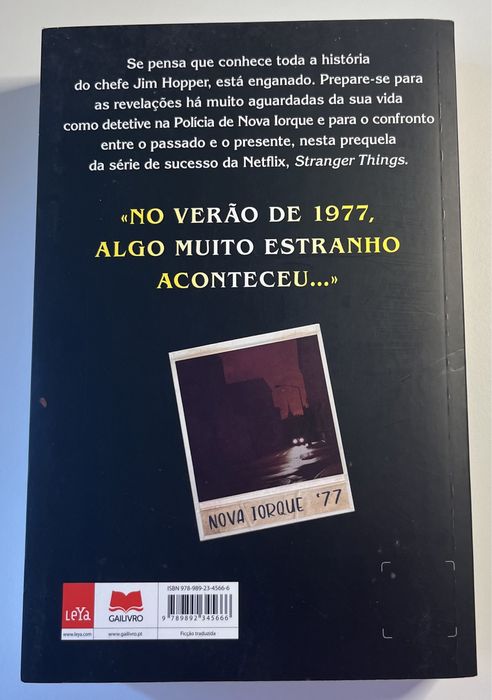 Se pensa que conhece toda a história
do chefe Jim Hopper, está enganado. Prepare-se para
as revelações há muito aguardadas da sua vida
como detetive na Polícia de Nova Iorque e para o confronto
entre o passado e o presente, nesta prequela
da série de sucesso da Netflix, Stranger Things.
«NO VERÃO DE 1977,
ALGO MUITO ESTRANHO
ACONTECEU...»
NOVA IORQUE '77
LEYA
www.leya.com
GAILIVRO
www.gailivro.pt
ISBN 978-989-23-4566-6
9 789892 345666
Ficção traduzida